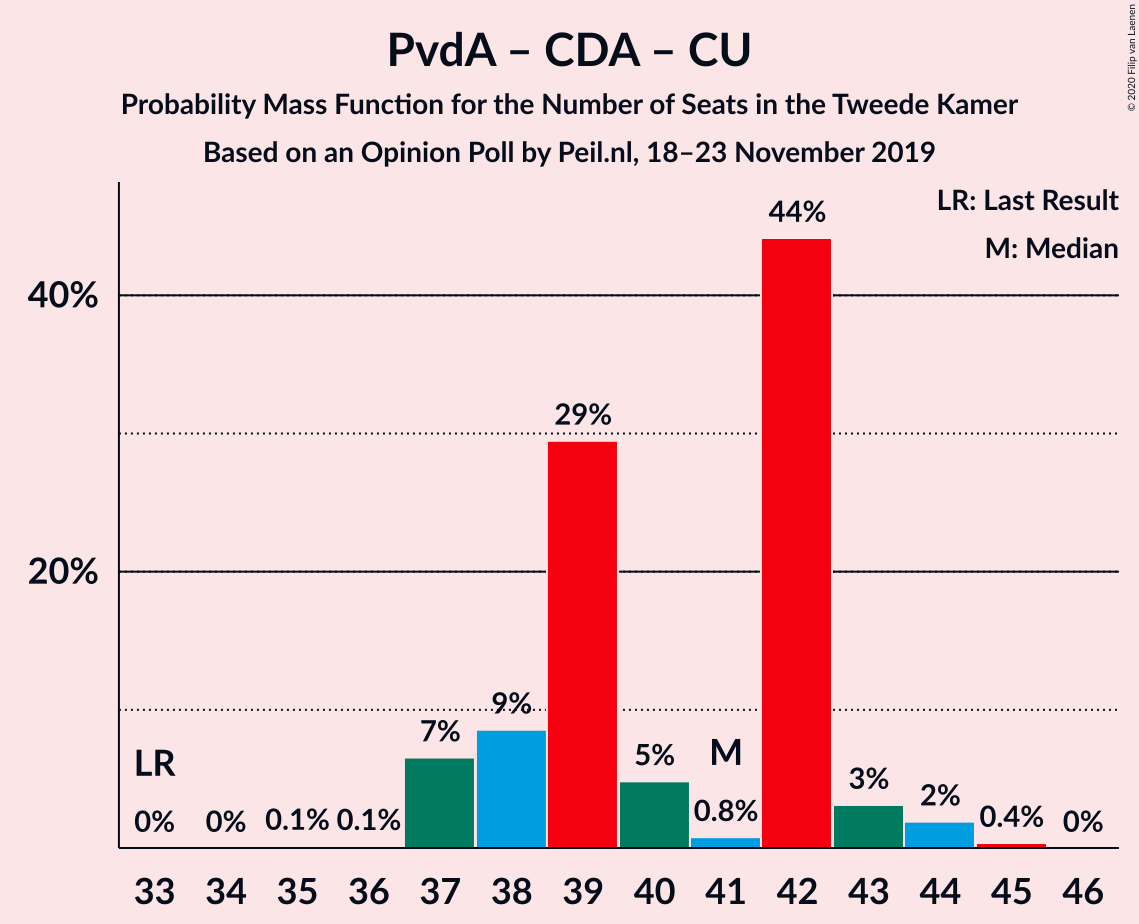 PvdA – CDA – CU
Probability Mass Function for the Number of Seats in the Tweede Kamer
Based on an Opinion Poll by Peil.nl, 18–23 November 2019
© 2020 Filip van Laenen
LR: Last Result
M: Median
44%
40%
29%
20%
9%
7%
LR
5%
M
3%
2%
0%
0%
0.1%
0.1%
0.8%
0.4%
0%
33 34 35 36 37 38 39 40 41 42 43 44 45 46